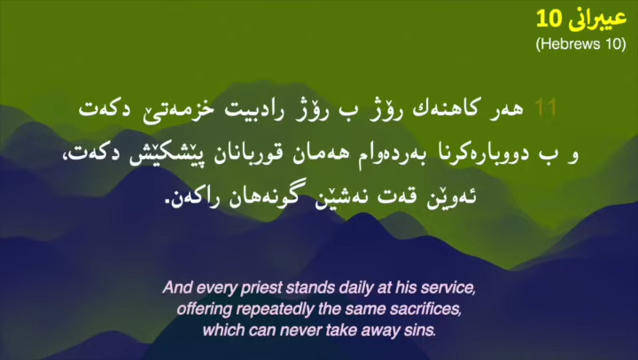 عیبرانی 10
(Hebrews 10)
11 هەر کاهنەك رۆژ ب رۆژ رادبیت خزمەتێ دکەت
و ب دووبارەکرنا بەردەوام هەمان قوربانان پێشکێش دکەت،
ئەوێن قەت نەشێن گونەهان راکەن.
And every priest stands daily at his service,
offering repeatedly the same sacrifices,
which can never take away sins.